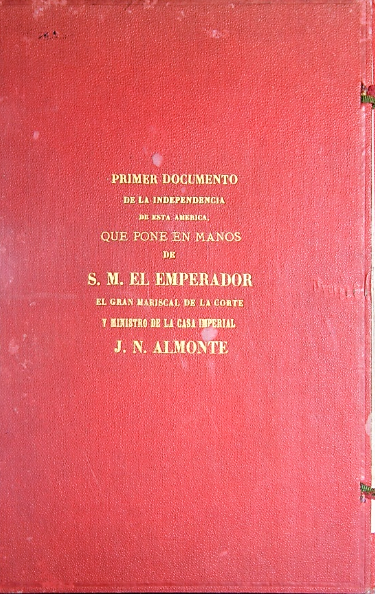 PRIMER DOCUMENTO
DE LA INDEPENDENCIA
DE ESTA AMERICA,
QUE PONE EN MANOS
DE
S. M. EL EMPERADOR
EL GRAN MARISCAL DE LA CORTE
Y MINISTRO DE LA CASA IMPERIAL
J. N. ALMONTE